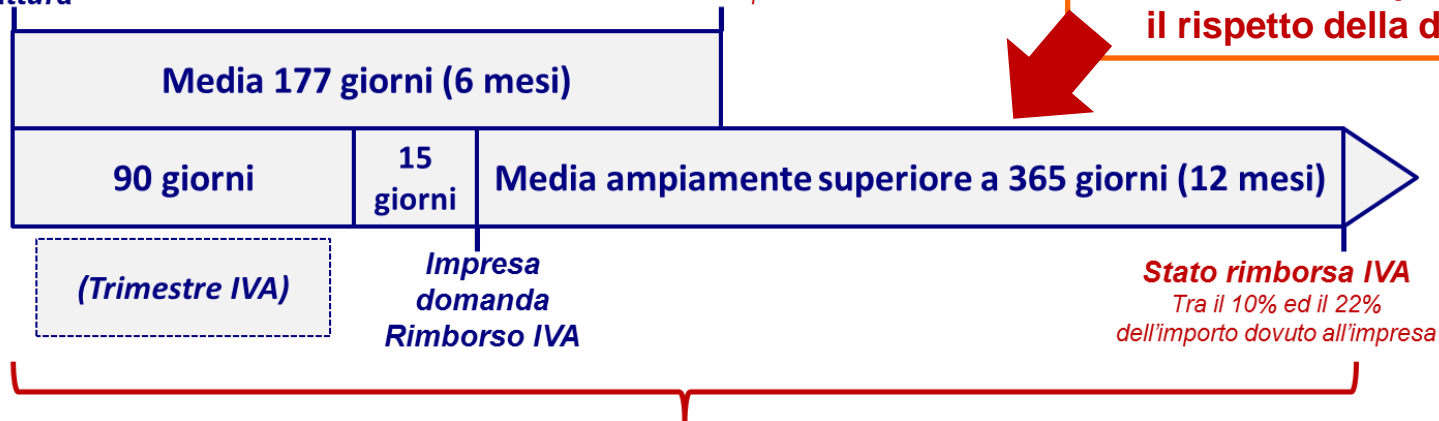 il rispetto della d
Media 177 giorni (6 mesi)
90 giorni
15
giorni
Media ampiamente superiore a 365 giorni (12 mesi)
(Trimestre IVA)
Impresa
domanda
Rimborso IVA
Stato rimborsa IVA
Tra il 10% ed il 22%
dell'importo dovuto all'impresa